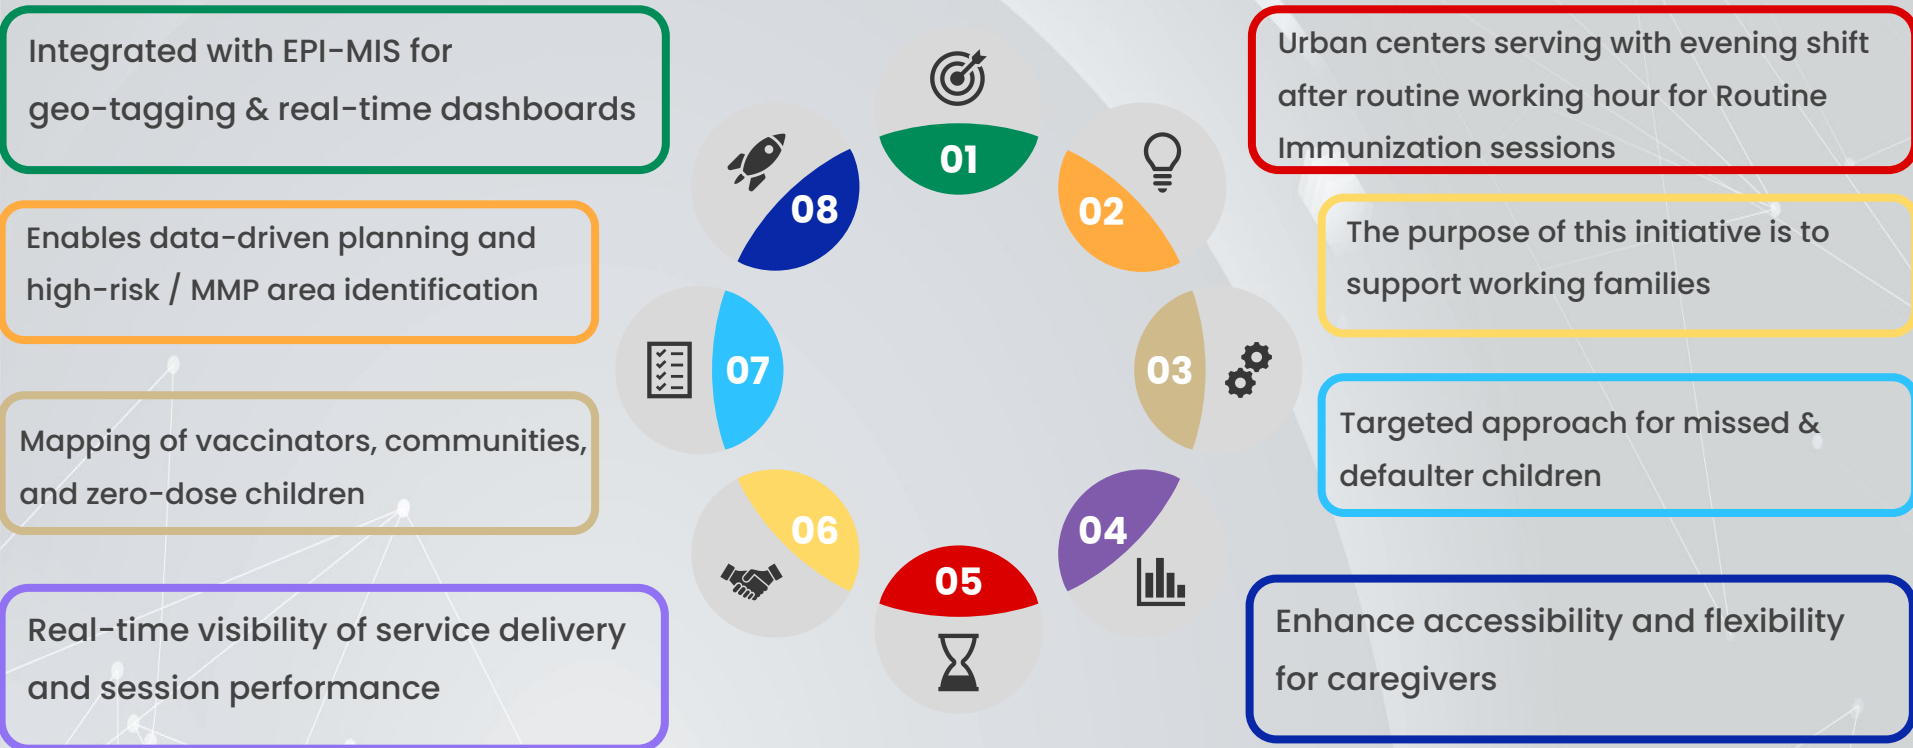 Integrated with EPI-MIS for
geo-tagging & real-time dashboards
Enables data-driven planning and
high-risk / MMP area identification
Mapping of vaccinators, communities,
and zero-dose children
Real-time visibility of service delivery
and session performance
01
02
03
04
05
06
07
08
Urban centers serving with evening shift
after routine working hour for Routine
Immunization sessions
The purpose of this initiative is to
support working families
Targeted approach for missed &
defaulter children
Enhance accessibility and flexibility
for caregivers